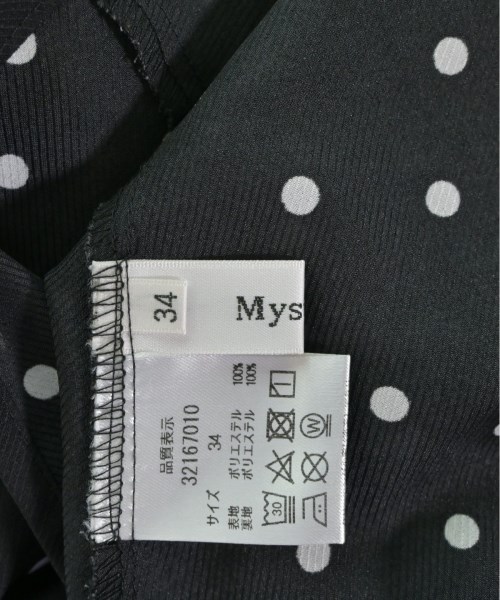 34
Mys
品質表示
32167010
サイズ 34
表地 ポリエステル 100%
裏地 ポリエステル 100%
30
W